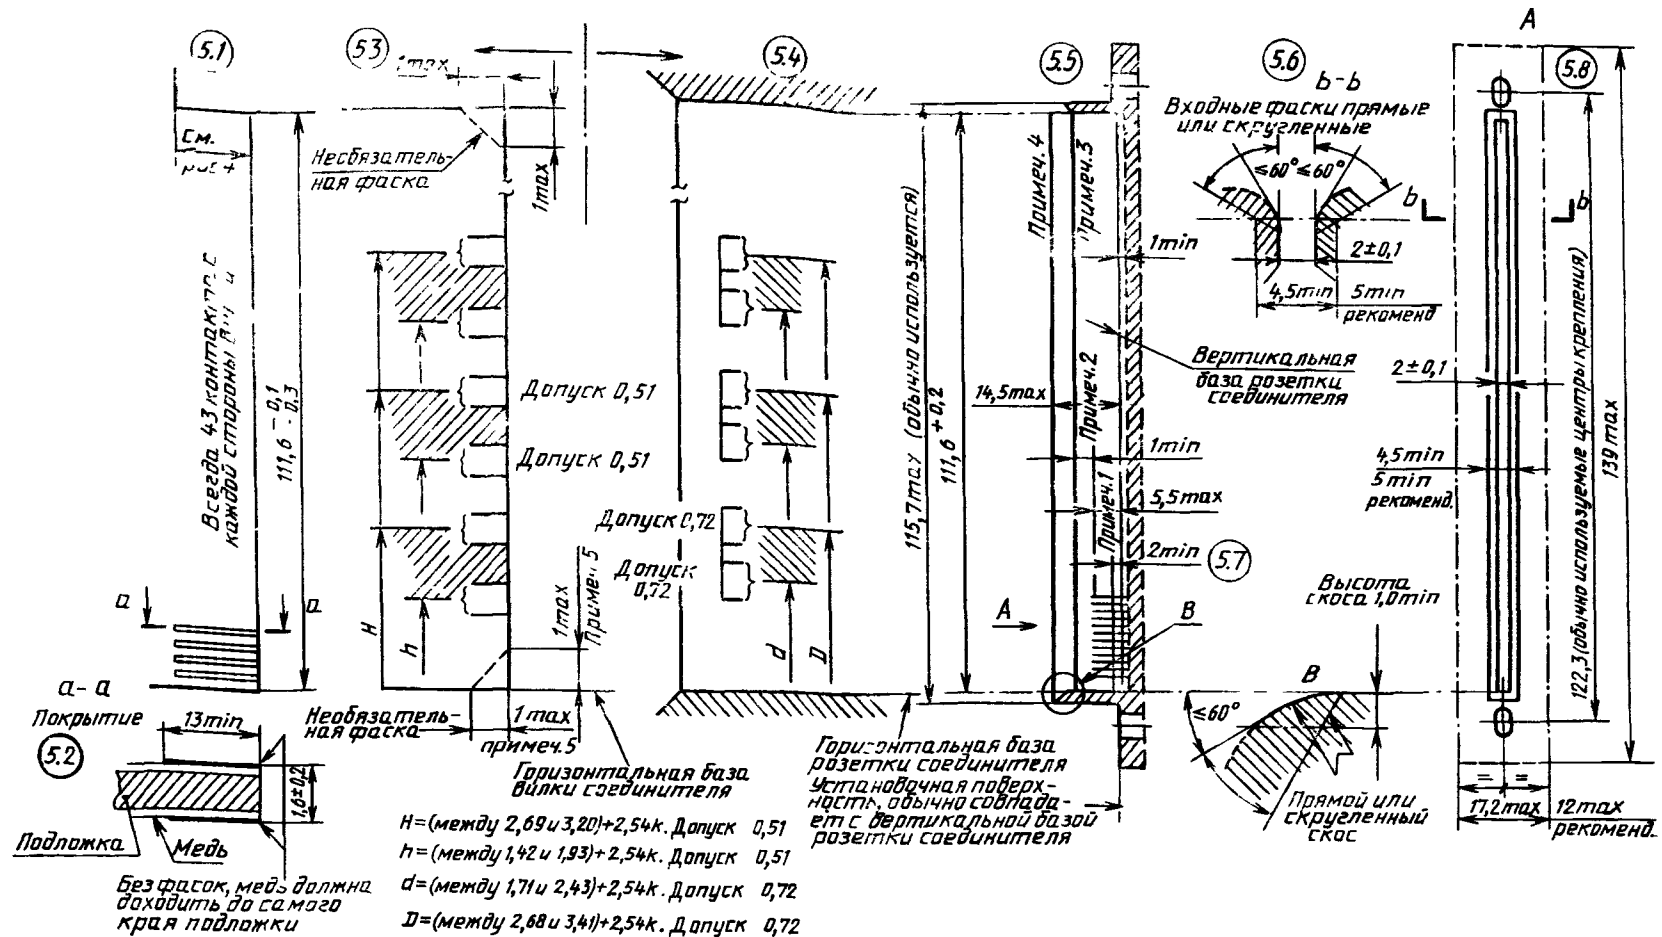 5.1
См.
Всегда 43 контакта с
каждой стороны
111,6 -0,1 -0,3
a
a
a-a
Покрытие
13min
5.2
1,6±0,2
Подложка
Медь
Без фасок, медь должна
доходить до самого
края подложки
5.3
1max
Необязатель-
ная фаска
1max
Допуск 0,51
Допуск 0,51
H
h
1max
Примеч. 5
Необязатель-
ная фаска
1max
примеч.5
Горизонтальная база
вилки соединителя
H=(между 2,69 и 3,20)+2,54k. Допуск 0,51
h=(между 1,42 и 1,93)+2,54k. Допуск 0,51
d=(между 1,71 и 2,43)+2,54k. Допуск 0,72
D=(между 2,68 и 3,41)+2,54k. Допуск 0,72
5.4
Допуск 0,72
Допуск
0,72
d
D
5.5
115,7max (обычно используется)
111,6 +0,2
Примеч. 4
Примеч. 3
14,5max
Примеч. 2
Примеч. 1
1min
Вертикальная
база розетки
соединителя
1min
5,5max
2min
5.7
A
B
Горизонтальная база
розетки соединителя
Установочная поверх-
ность, обычно совпада-
ет с вертикальной базой
розетки соединителя
5.6
b-b
Входные фаски прямые
или скругленные
≤60° ≤60°
2±0,1
4,5min
5min
рекоменд
b
b
Высота
скоса 1,0min
B
≤60°
Прямой или
скругленный
скос
A
5.8
2±0,1
4,5min
5min
рекоменд.
122,3 (обычно используемые центры крепления)
139max
= =
17,2max
12max
рекоменд.